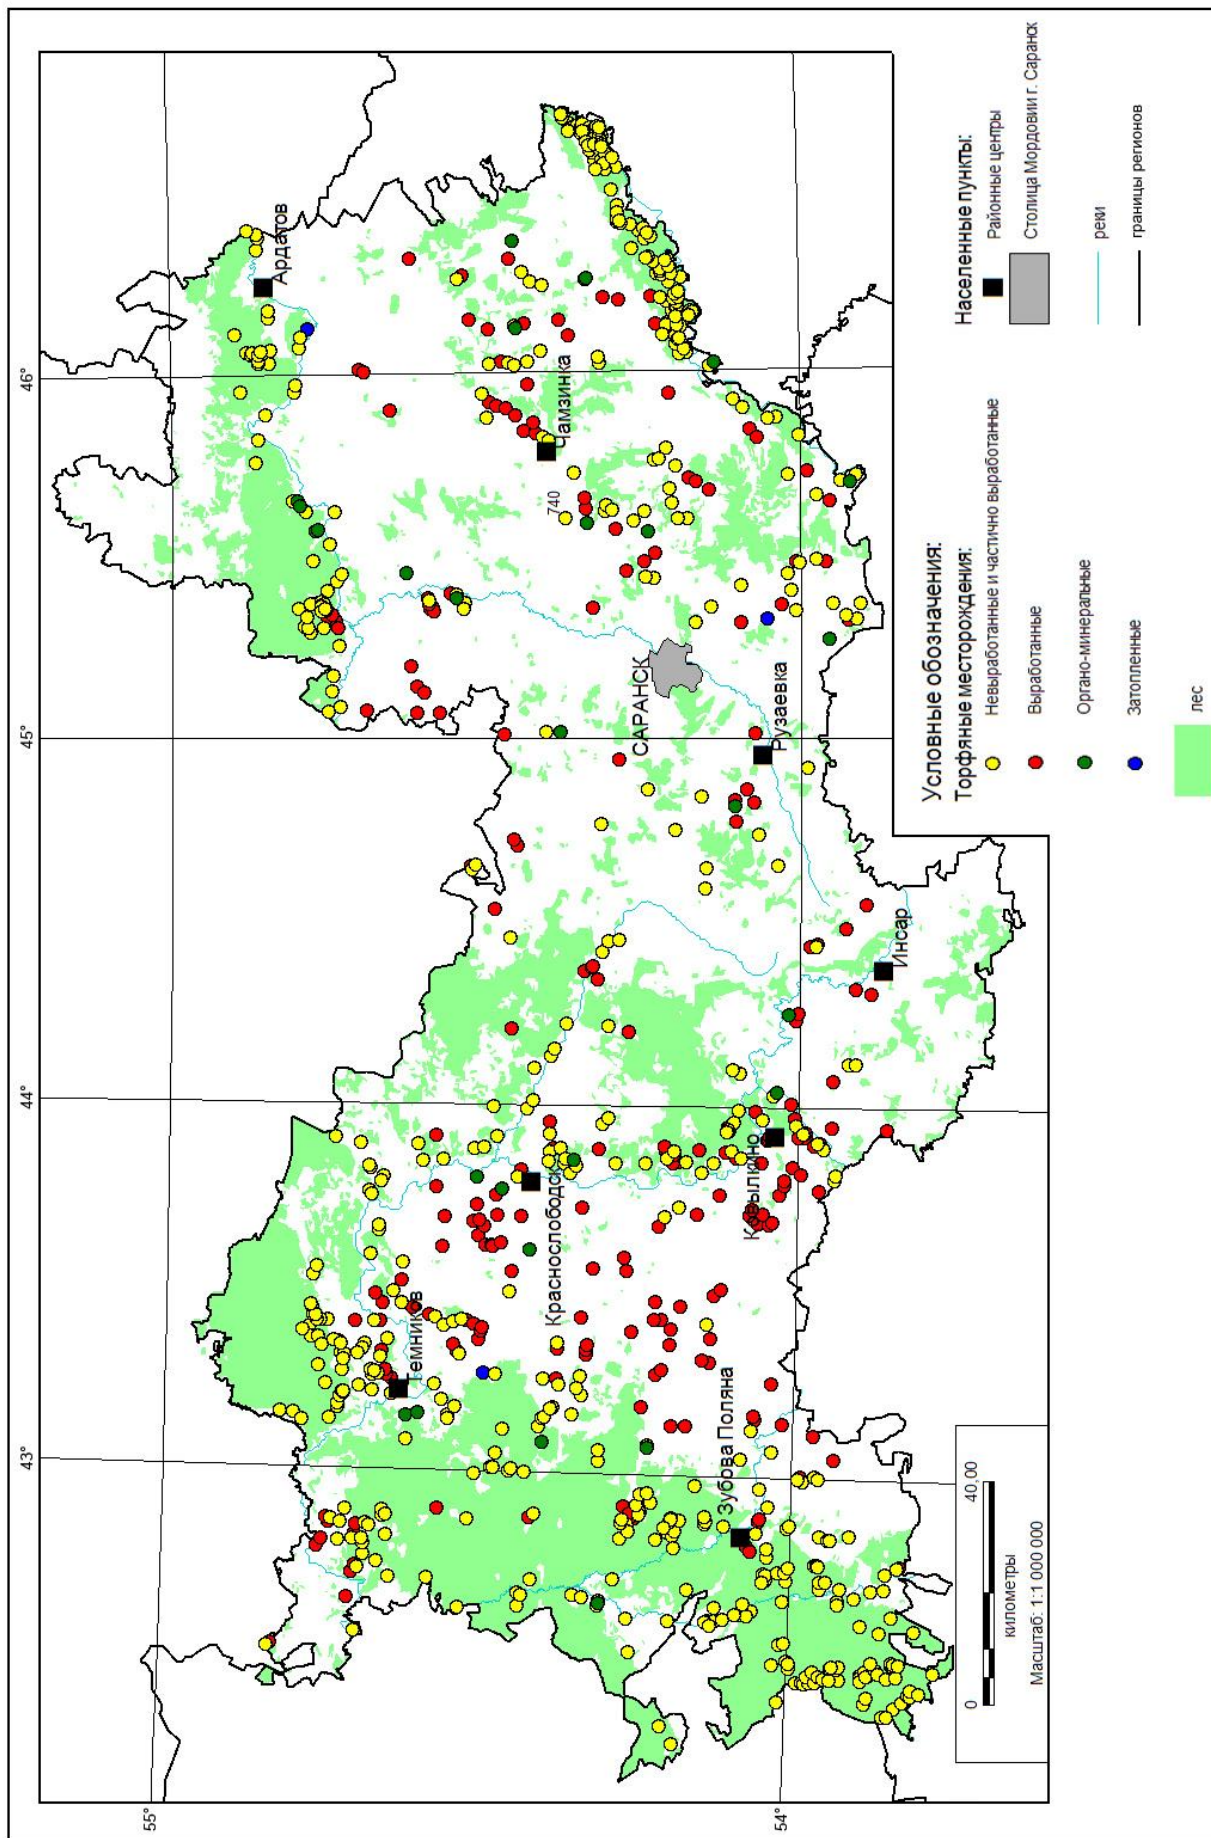 43°
44°
45°
46°
55°
54°
Ардатов
Темников
Чамзинка
740
Краснослободск
САРАНСК
Зубова Поляна
Ковылкино
Рузаевка
Инсар
0
40,00
километры
Масштаб: 1:1 000 000
Условные обозначения:
Торфяные месторождения:
Невыработанные и частично выработанные
Выработанные
Органо-минеральные
Затопленные
лес
Населенные пункты:
Районные центры
Столица Мордовии г. Саранск
реки
границы регионов